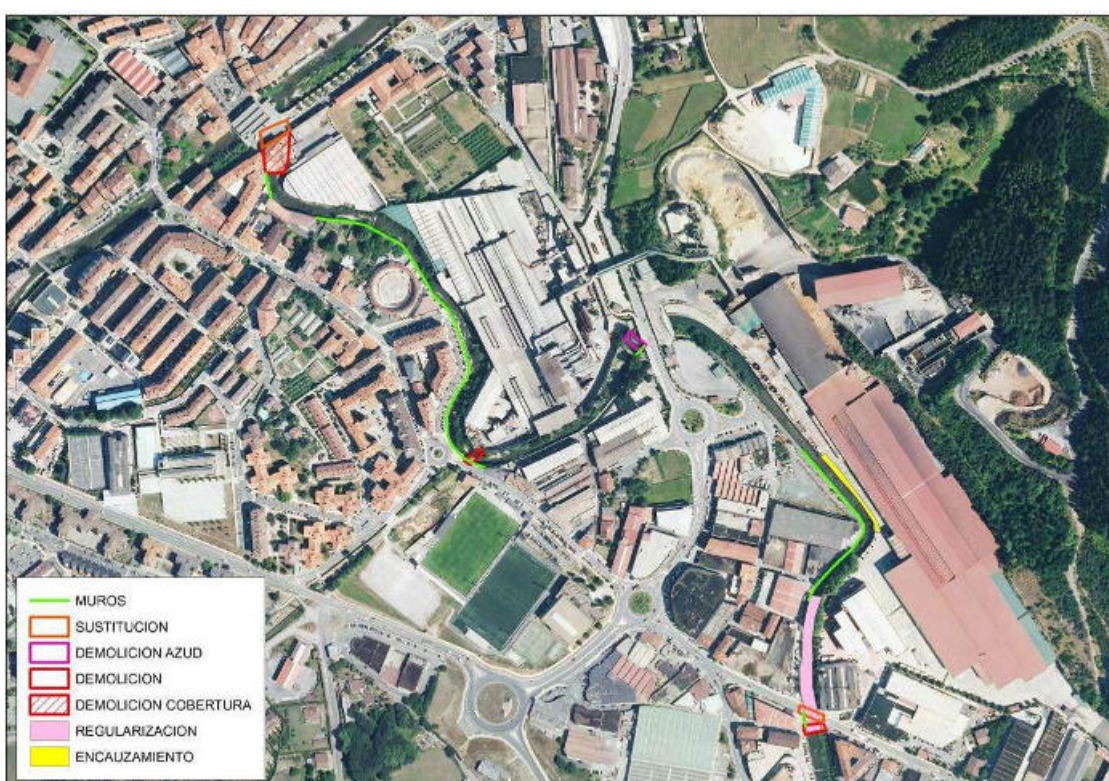 MUROS
SUSTITUCION
DEMOLICION AZUD
DEMOLICION
DEMOLICION COBERTURA
REGULARIZACION
ENCAUZAMIENTO